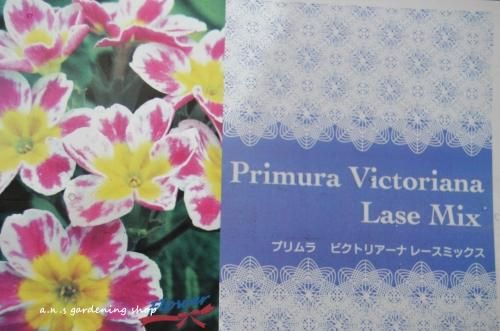 Primura Victoriana
Lase Mix
プリムラ ビクトリアーナ レースミックス
Flower
a.n.s gardening shop